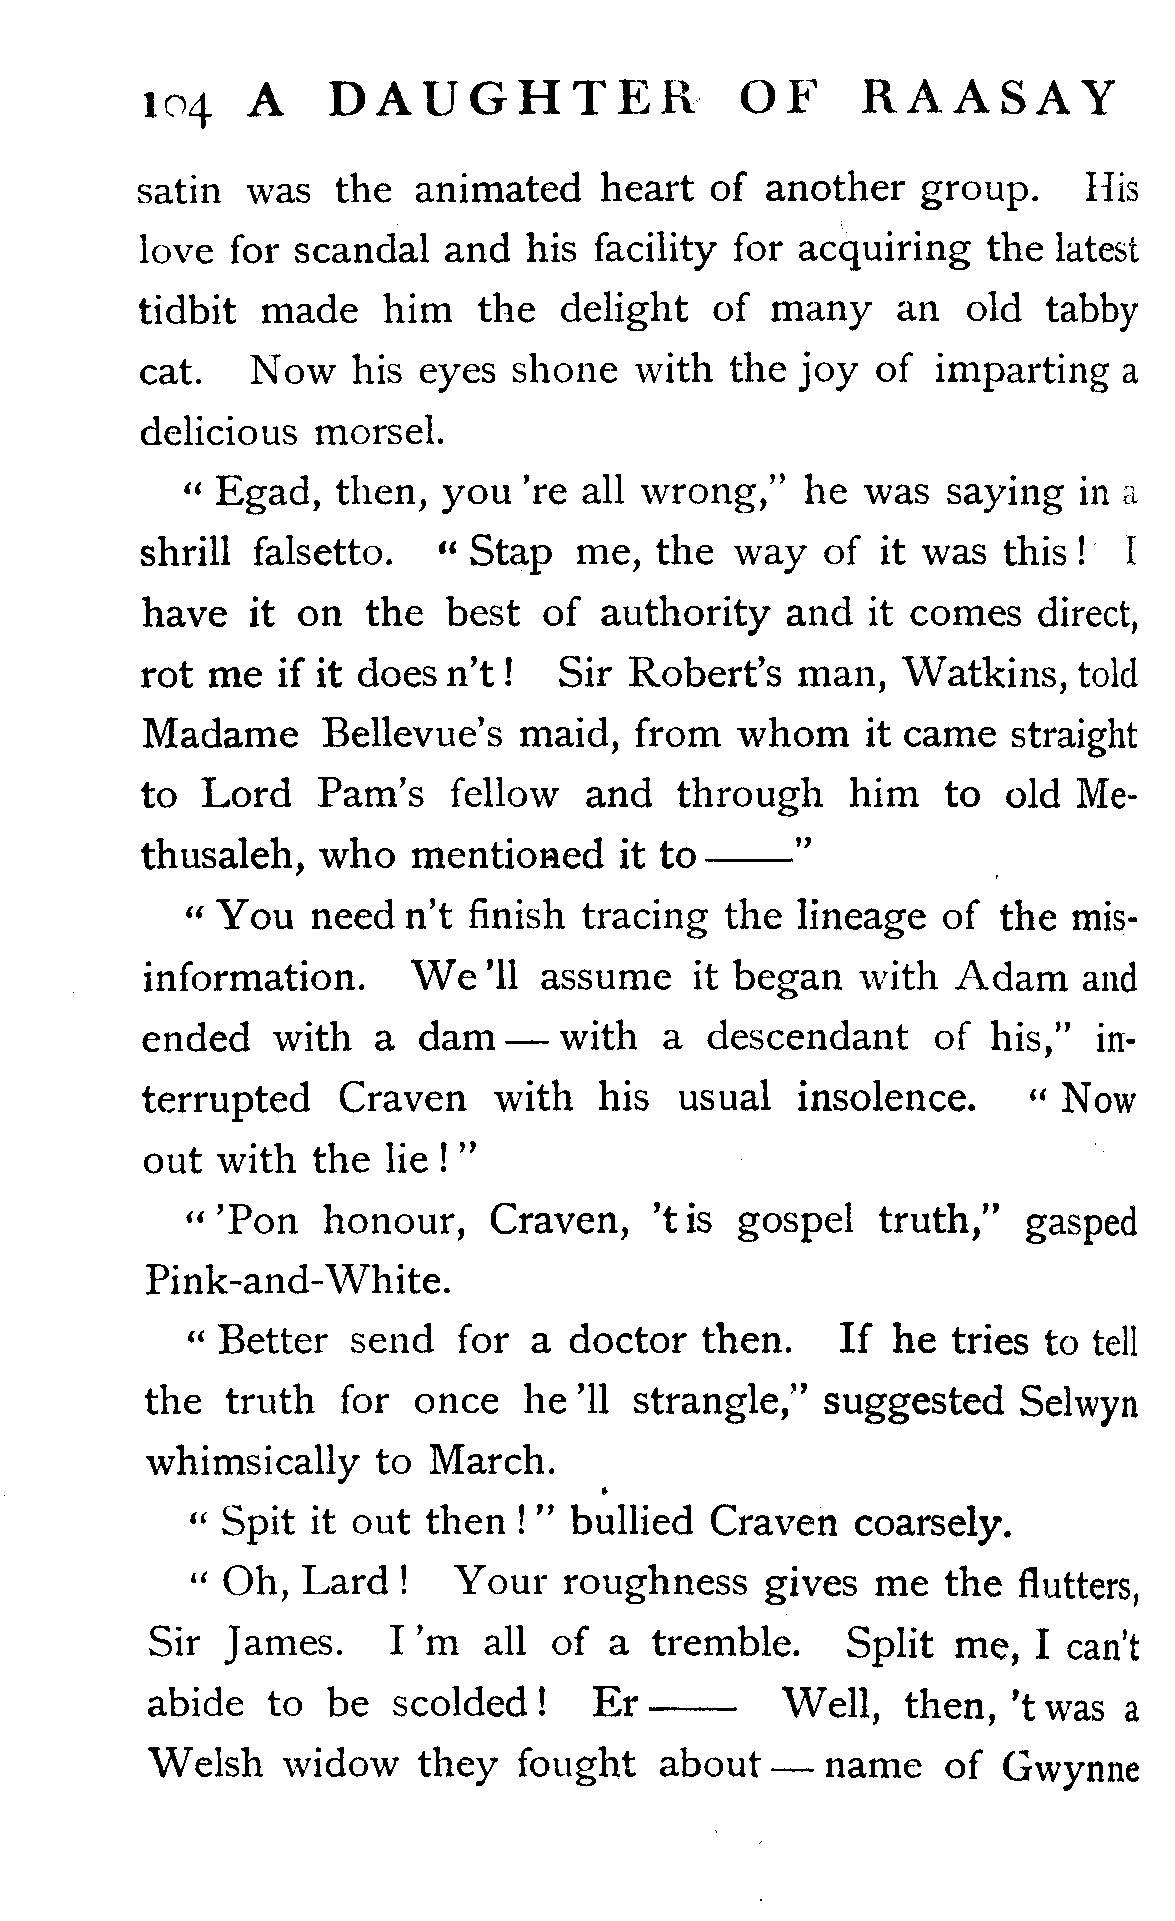 104 A DAUGHTER OF RAASAY
satin was the animated heart of another group. His
love for scandal and his facility for acquiring the latest
tidbit made him the delight of many an old tabby
cat. Now his eyes shone with the joy of imparting a
delicious morsel.
" Egad, then, you 're all wrong," he was saying in a
shrill falsetto. " Stap me, the way of it was this ! I
have it on the best of authority and it comes direct,
rot me if it does n't ! Sir Robert's man, Watkins, told
Madame Bellevue's maid, from whom it came straight
to Lord Pam's fellow and through him to old Me-
thusaleh, who mentioned it to ——"
" You need n't finish tracing the lineage of the mis-
information. We 'll assume it began with Adam and
ended with a dam — with a descendant of his," in-
terrupted Craven with his usual insolence. " Now
out with the lie ! "
" 'Pon honour, Craven, 't is gospel truth," gasped
Pink-and-White.
" Better send for a doctor then. If he tries to tell
the truth for once he 'll strangle," suggested Selwyn
whimsically to March.
" Spit it out then ! " bullied Craven coarsely.
" Oh, Lard ! Your roughness gives me the flutters,
Sir James. I 'm all of a tremble. Split me, I can't
abide to be scolded ! Er —— Well, then, 't was a
Welsh widow they fought about — name of Gwynne